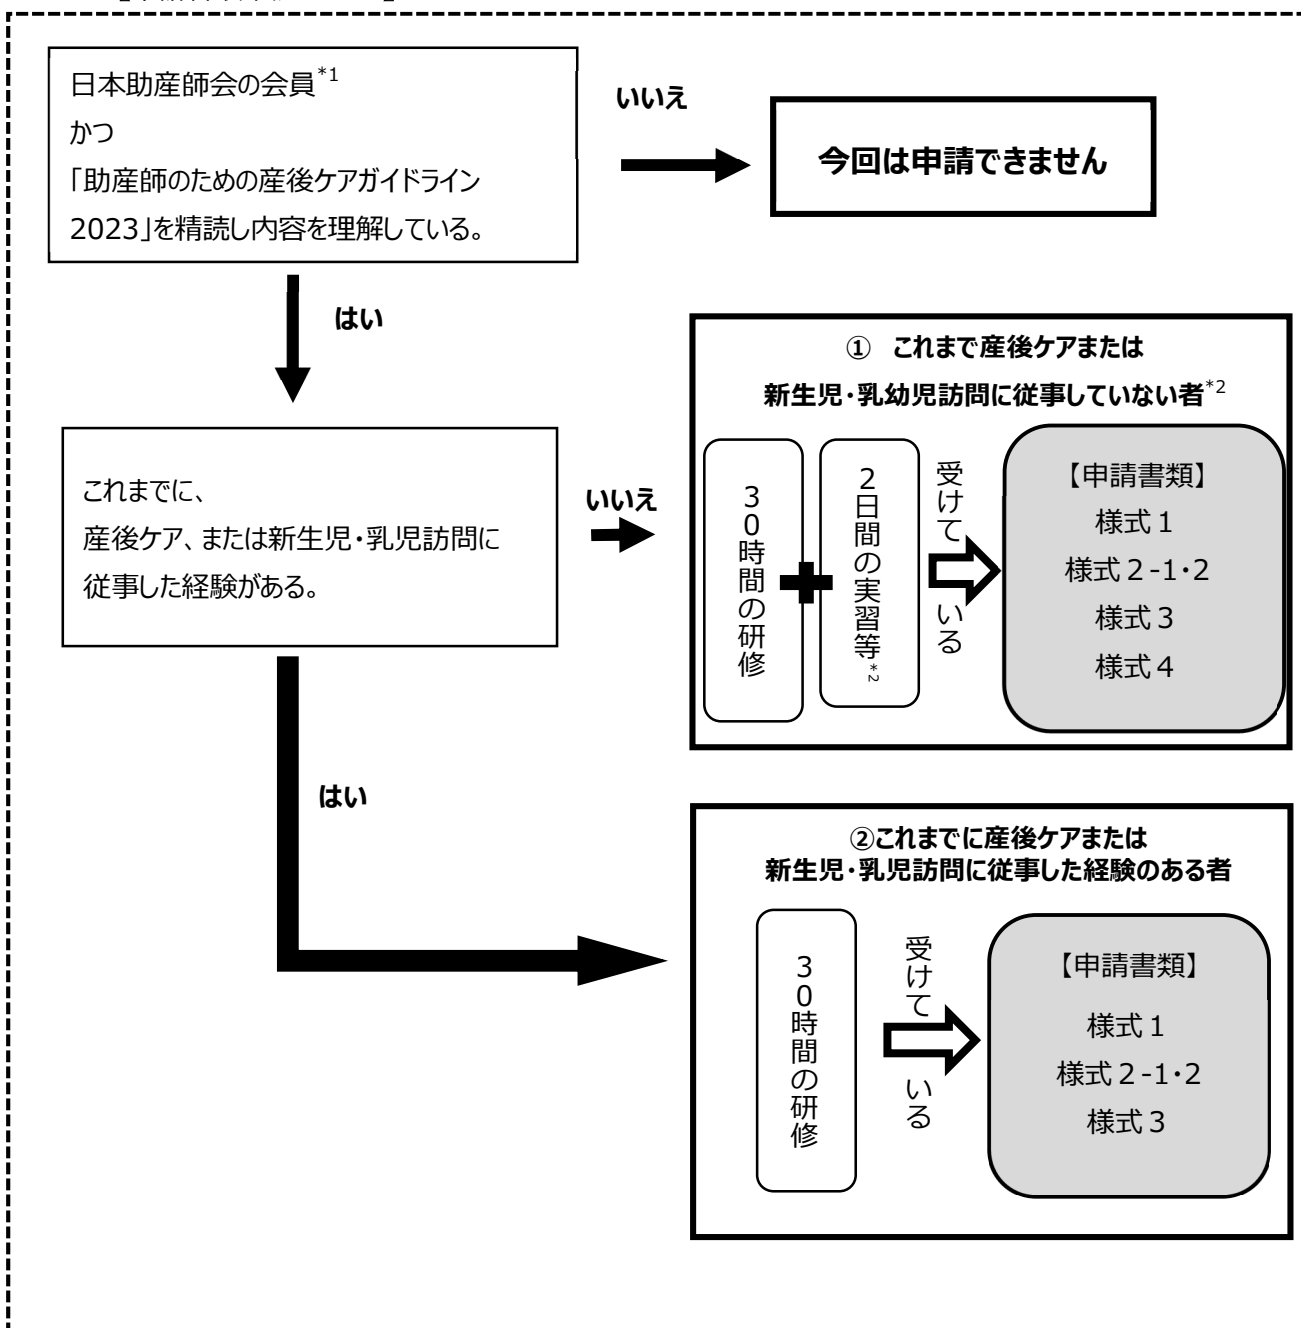 日本助産師会の会員*1
かつ
「助産師のための産後ケアガイドライン
2023」を精読し内容を理解している。
いいえ
今回は申請できません
はい
これまでに、
産後ケア、または新生児・乳児訪問に
従事した経験がある。
いいえ
① これまで産後ケアまたは
新生児・乳幼児訪問に従事していない者*2
30時間の研修
2日間の実習等*2
受けて
いる
【申請書類】
様式1
様式2-1・2
様式3
様式4
はい
②これまでに産後ケアまたは
新生児・乳児訪問に従事した経験のある者
30時間の研修
受けて
いる
【申請書類】
様式1
様式2-1・2
様式3